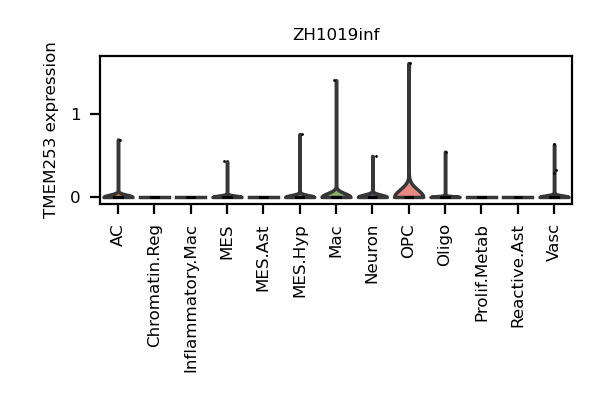 ZH1019inf
TMEM253 expression
1
0
AC
Chromatin.Reg
Inflammatory.Mac
MES
MES.Ast
MES.Hyp
Mac
Neuron
OPC
Oligo
Prolif.Metab
Reactive.Ast
Vasc